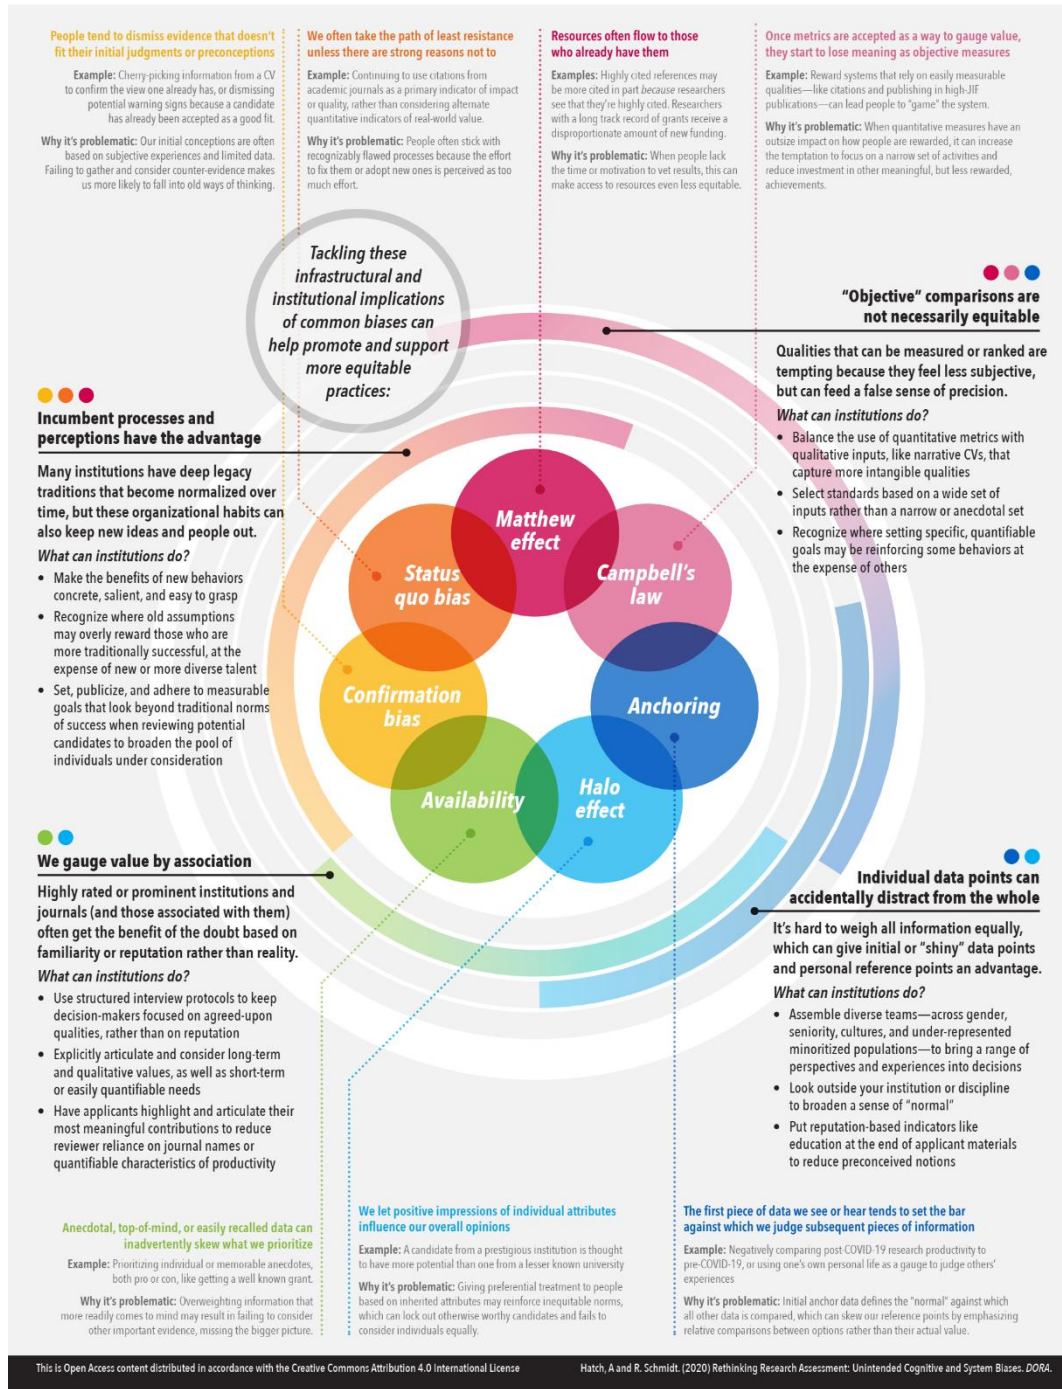 People tend to dismiss evidence that doesn't
fit their initial judgments or preconceptions
Example: Cherry-picking information from a CV
to confirm the view one already has, or dismissing
potential warning signs because a candidate
has already been accepted as a good fit.
Why it's problematic: Our initial conceptions are often
based on subjective experiences and limited data.
Failing to gather and consider counter-evidence makes
us more likely to fall into old ways of thinking.
We often take the path of least resistance
unless there are strong reasons not to
Example: Continuing to use citations from
academic journals as a primary indicator of impact
or quality, rather than considering alternate
quantitative indicators of real-world value.
Why it's problematic: People often stick with
recognizably flawed processes because the effort
to fix them or adopt new ones is perceived as too
much effort.
Resources often flow to those
who already have them
Examples: Highly cited references may
be more cited in part because researchers
see that they're highly cited. Researchers
with a long track record of grants receive a
disproportionate amount of new funding.
Why it's problematic: When people lack
the time or motivation to vet results, this can
make access to resources even less equitable.
Once metrics are accepted as a way to gauge value,
they start to lose meaning as objective measures
Example: Reward systems that rely on easily measurable
qualities—like citations and publishing in high-JIF
publications—can lead people to "game" the system.
Why it's problematic: When quantitative measures have an
outsize impact on how people are rewarded, it can increase
the temptation to focus on a narrow set of activities and
reduce investment in other meaningful, but less rewarded,
achievements.
Tackling these
infrastructural and
institutional implications
of common biases can
help promote and support
more equitable
practices:
"Objective" comparisons are
not necessarily equitable
Qualities that can be measured or ranked are
tempting because they feel less subjective,
but can feed a false sense of precision.
What can institutions do?
• Balance the use of quantitative metrics with
qualitative inputs, like narrative CVs, that
capture more intangible qualities
• Select standards based on a wide set of
inputs rather than a narrow or anecdotal set
• Recognize where setting specific, quantifiable
goals may be reinforcing some behaviors at
the expense of others
Incumbent processes and
perceptions have the advantage
Many institutions have deep legacy
traditions that become normalized over
time, but these organizational habits can
also keep new ideas and people out.
What can institutions do?
• Make the benefits of new behaviors
concrete, salient, and easy to grasp
• Recognize where old assumptions
may overly reward those who are
more traditionally successful, at the
expense of new or more diverse talent
• Set, publicize, and adhere to measurable
goals that look beyond traditional norms
of success when reviewing potential
candidates to broaden the pool of
individuals under consideration
Matthew
effect
Status
quo bias
Campbell's
law
Confirmation
bias
Anchoring
Availability
Halo
effect
We gauge value by association
Highly rated or prominent institutions and
journals (and those associated with them)
often get the benefit of the doubt based on
familiarity or reputation rather than reality.
What can institutions do?
• Use structured interview protocols to keep
decision-makers focused on agreed-upon
qualities, rather than on reputation
• Explicitly articulate and consider long-term
and qualitative values, as well as short-term
or easily quantifiable needs
• Have applicants highlight and articulate their
most meaningful contributions to reduce
reviewer reliance on journal names or
quantifiable characteristics of productivity
Individual data points can
accidentally distract from the whole
It's hard to weigh all information equally,
which can give initial or "shiny" data points
and personal reference points an advantage.
What can institutions do?
• Assemble diverse teams—across gender,
seniority, cultures, and under-represented
minoritized populations—to bring a range of
perspectives and experiences into decisions
• Look outside your institution or discipline
to broaden a sense of "normal"
• Put reputation-based indicators like
education at the end of applicant materials
to reduce preconceived notions
Anecdotal, top-of-mind, or easily recalled data can
inadvertently skew what we prioritize
Example: Prioritizing individual or memorable anecdotes,
both pro or con, like getting a well known grant.
Why it's problematic: Overweighting information that
more readily comes to mind may result in failing to consider
other important evidence, missing the bigger picture.
We let positive impressions of individual attributes
influence our overall opinions
Example: A candidate from a prestigious institution is thought
to have more potential than one from a lesser known university
Why it's problematic: Giving preferential treatment to people
based on inherited attributes may reinforce inequitable norms,
which can lock out otherwise worthy candidates and fails to
consider individuals equally.
The first piece of data we see or hear tends to set the bar
against which we judge subsequent pieces of information
Example: Negatively comparing post-COVID-19 research productivity to
pre-COVID-19, or using one's own personal life as a gauge to judge others'
experiences
Why it's problematic: Initial anchor data defines the "normal" against which
all other data is compared, which can skew our reference points by emphasizing
relative comparisons between options rather than their actual value.
This is Open Access content distributed in accordance with the Creative Commons Attribution 4.0 International License
Hatch, A and R. Schmidt. (2020) Rethinking Research Assessment: Unintended Cognitive and System Biases. DORA.